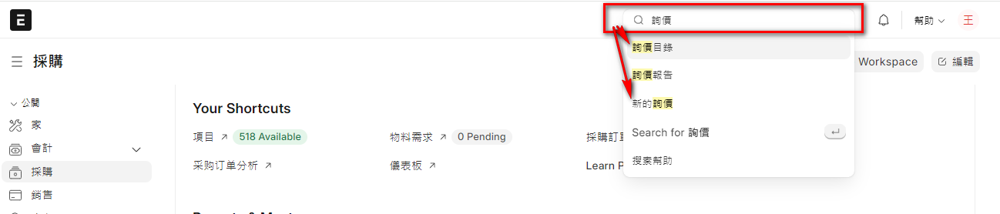 E
詢價
幫助
王
採購
詢價目錄
Workspace
編輯
詢價報告
公開
新的詢價
Your Shortcuts
家
項目 518 Available
物料需求 0 Pending
採購訂單
Search for 詢價
會計
採購
采购订单分析
儀表板
Learn P
搜索幫助
銷售